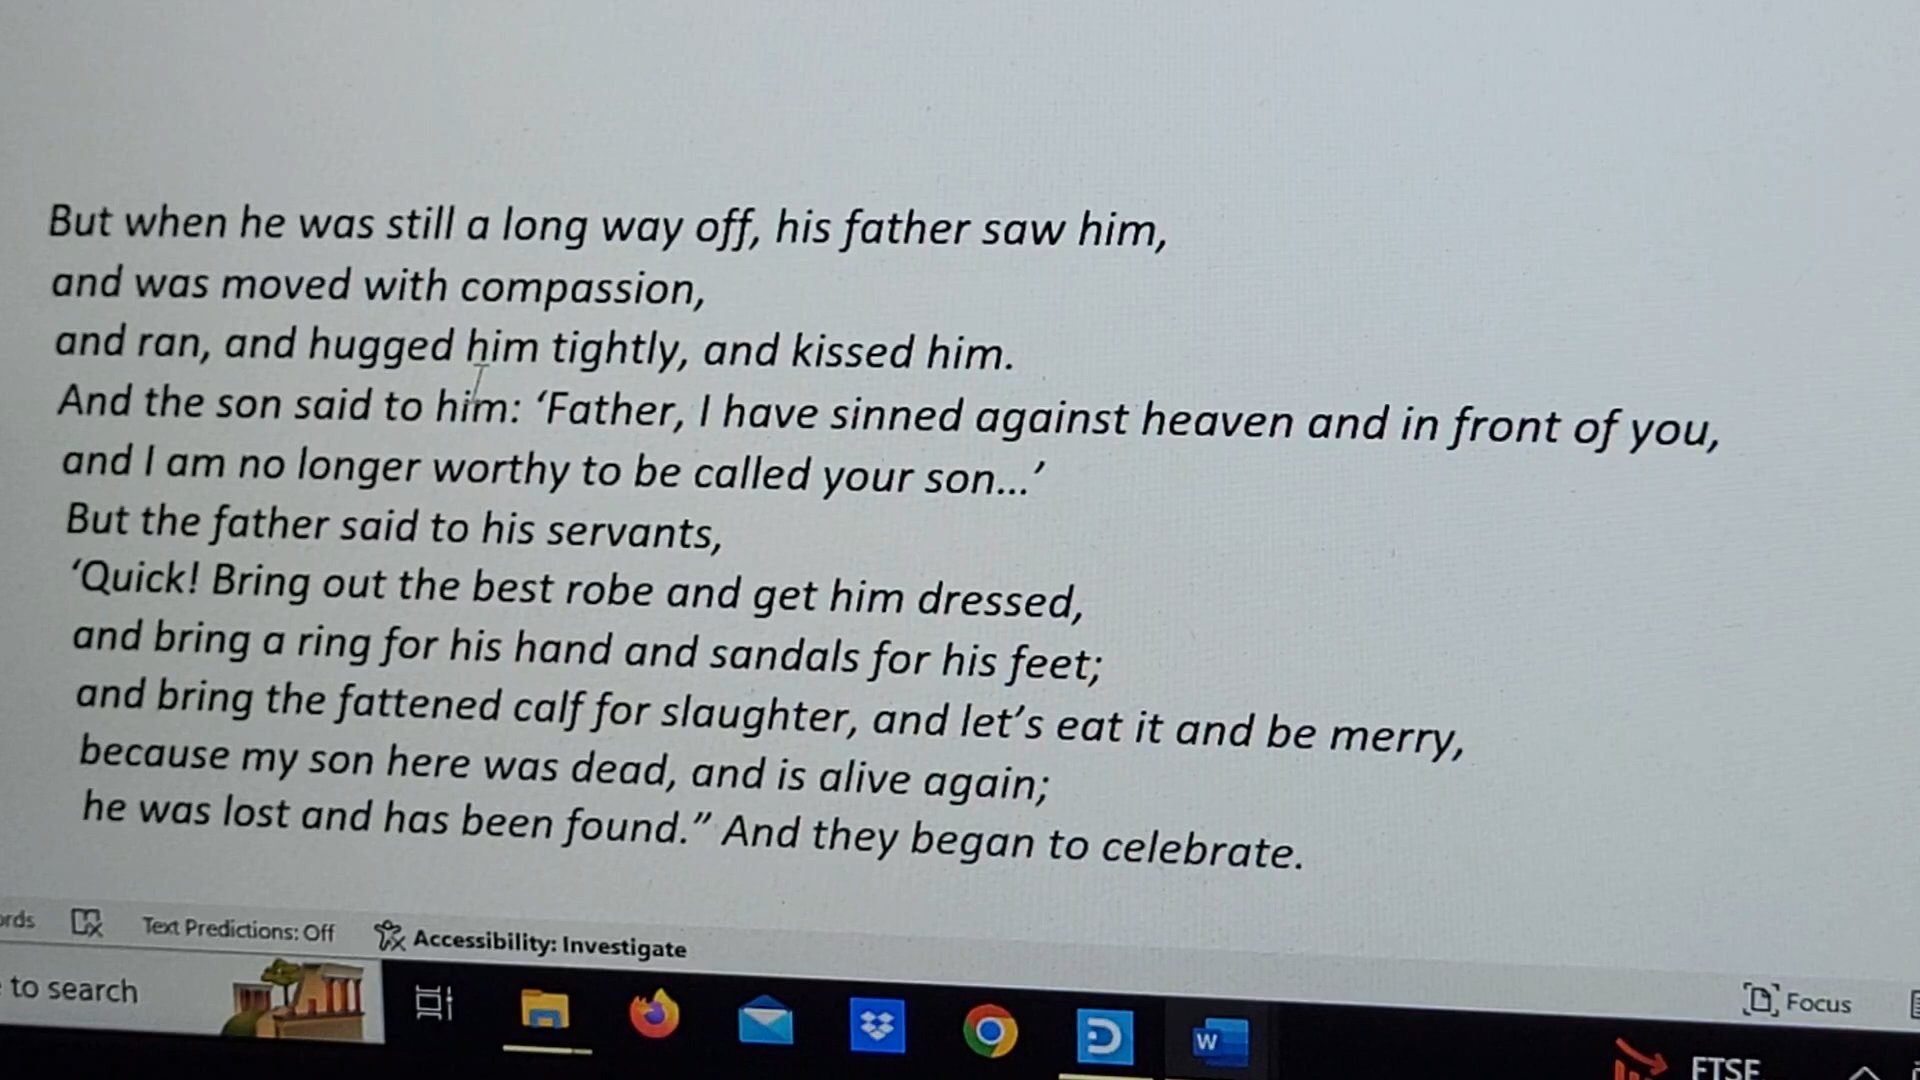 But when he was still a long way off, his father saw him,
and was moved with compassion,
and ran, and hugged him tightly, and kissed him.
And the son said to him: ‘Father, I have sinned against heaven and in front of you,
and I am no longer worthy to be called your son...’
But the father said to his servants,
‘Quick! Bring out the best robe and get him dressed,
and bring a ring for his hand and sandals for his feet;
and bring the fattened calf for slaughter, and let’s eat it and be merry,
because my son here was dead, and is alive again;
he was lost and has been found.” And they began to celebrate.
Text Predictions: Off
Accessibility: Investigate
Focus
to search
W
FTSE